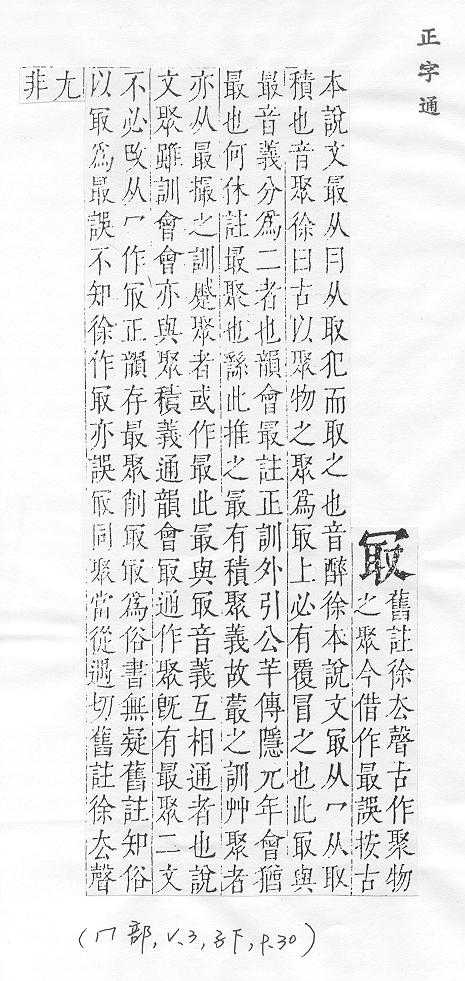 正字通
冣
舊註徐厺聲古作聚物
之聚今借作最誤按古
本說文最从曰从取犯而取之也音醉徐本說文冣从冖从取
積也音聚徐曰古以聚物之聚爲冣上必有覆冒之也此冣與
最音義分爲二者也韻會最註正訓外引公羊傳隱元年會猶
最也何休註最聚也繇此推之最有積聚義故蕞之訓艸聚者
亦从最撮之訓聚者或作最此最與冣音義互相通者也說
文聚雖訓會會亦與聚積義通韻會冣通作聚旣有最聚二文
不必改从冖作冣正韻存最聚削冣冣爲俗書無疑舊註知俗
以冣爲最誤不知徐作冣亦誤冣同聚當從遇切舊註徐厺聲
尤
非
(冂部, v.3, 子下, p.30)